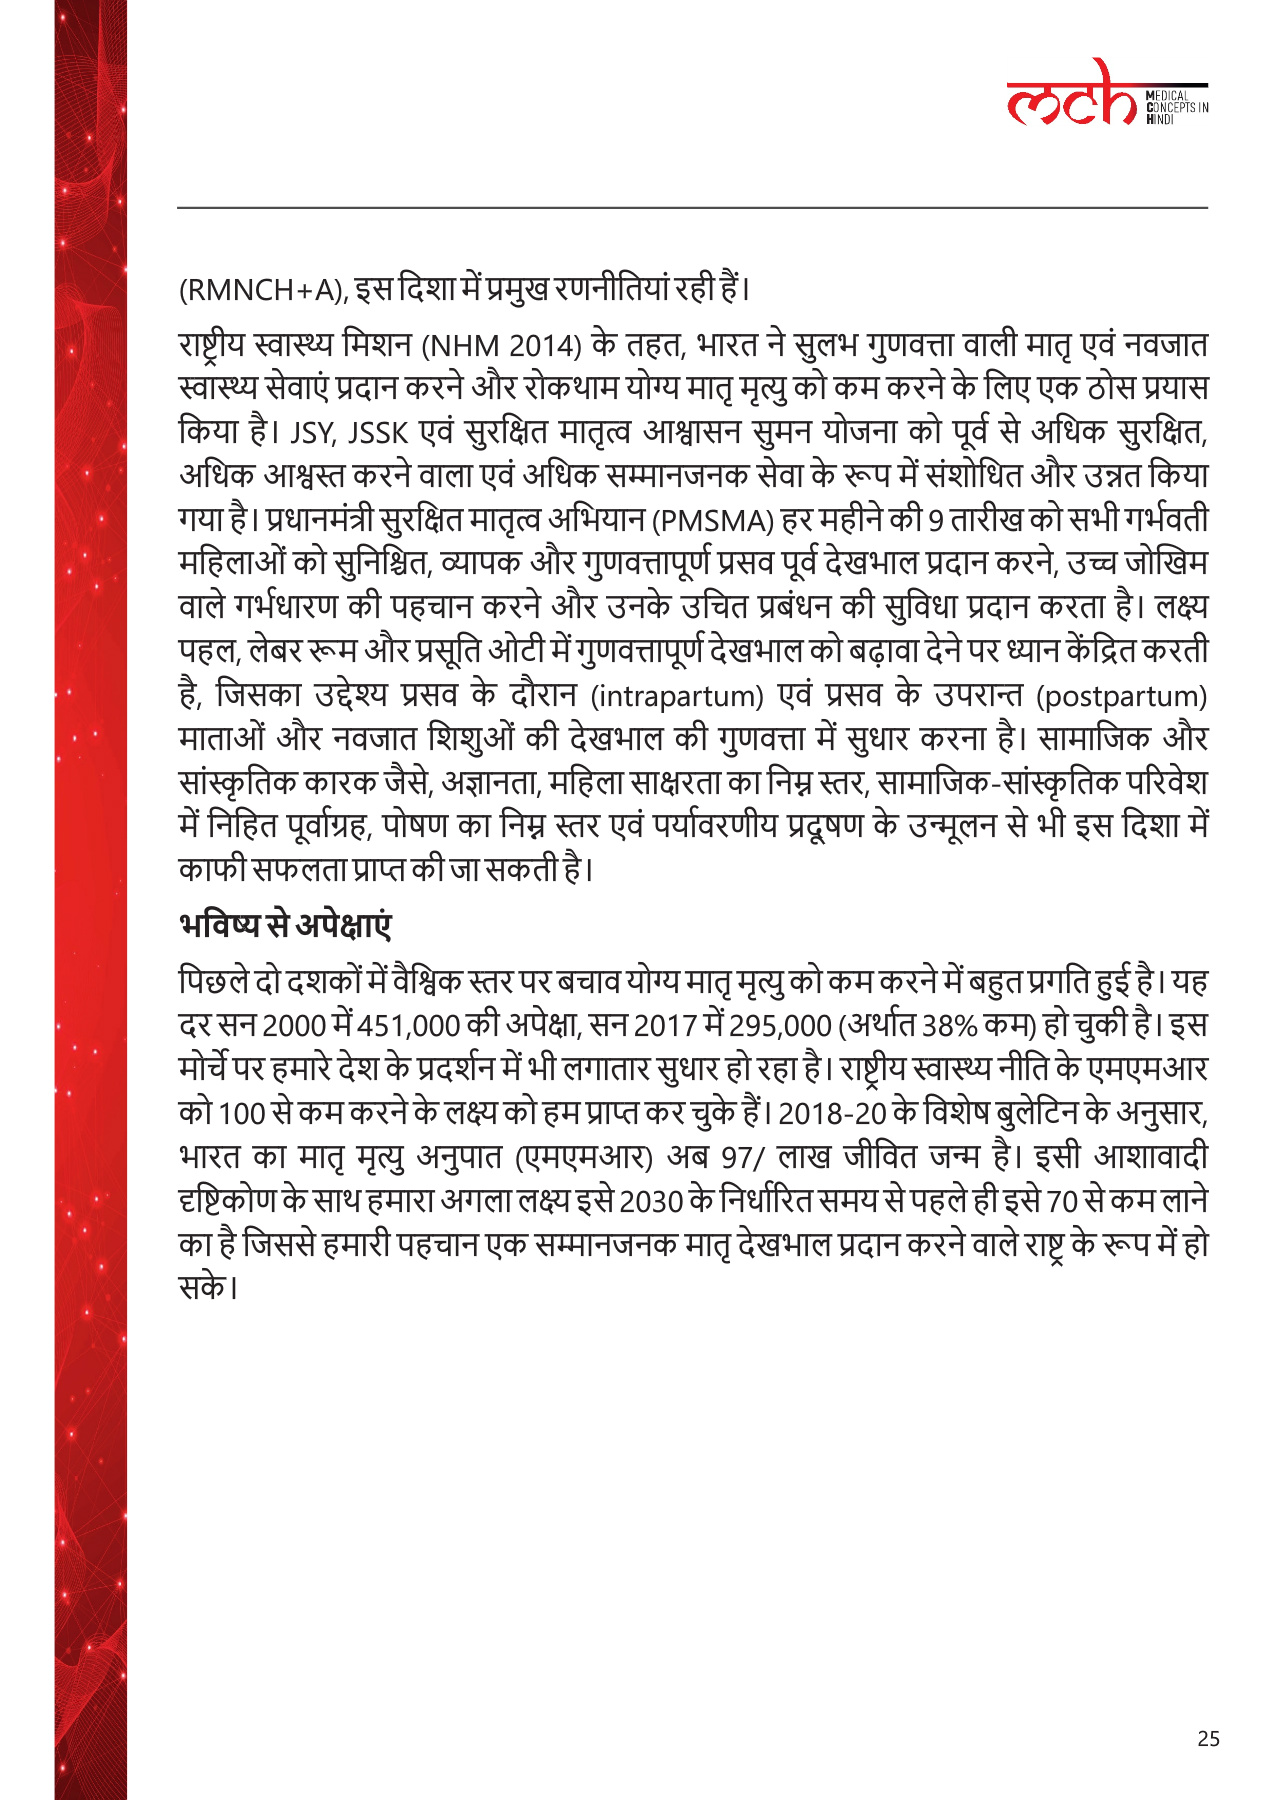 mch MEDICAL
CONCEPTS IN
HINDI
(RMNCH+A), इस दिशा में प्रमुख रणनीतियां रही हैं।
राष्ट्रीय स्वास्थ्य मिशन (NHM 2014) के तहत, भारत ने सुलभ गुणवत्ता वाली मातृ एवं नवजात
स्वास्थ्य सेवाएं प्रदान करने और रोकथाम योग्य मातृ मृत्यु को कम करने के लिए एक ठोस प्रयास
किया है। JSY, JSSK एवं सुरक्षित मातृत्व आश्वासन सुमन योजना को पूर्व से अधिक सुरक्षित,
अधिक आश्वस्त करने वाला एवं अधिक सम्मानजनक सेवा के रूप में संशोधित और उन्नत किया
गया है। प्रधानमंत्री सुरक्षित मातृत्व अभियान (PMSMA) हर महीने की 9 तारीख को सभी गर्भवती
महिलाओं को सुनिश्चित, व्यापक और गुणवत्तापूर्ण प्रसव पूर्व देखभाल प्रदान करने, उच्च जोखिम
वाले गर्भधारण की पहचान करने और उनके उचित प्रबंधन की सुविधा प्रदान करता है। लक्ष्य
पहल, लेबर रूम और प्रसूति ओटी में गुणवत्तापूर्ण देखभाल को बढ़ावा देने पर ध्यान केंद्रित करती
है, जिसका उद्देश्य प्रसव के दौरान (intrapartum) एवं प्रसव के उपरान्त (postpartum)
माताओं और नवजात शिशुओं की देखभाल की गुणवत्ता में सुधार करना है। सामाजिक और
सांस्कृतिक कारक जैसे, अज्ञानता, महिला साक्षरता का निम्न स्तर, सामाजिक-सांस्कृतिक परिवेश
में निहित पूर्वाग्रह, पोषण का निम्न स्तर एवं पर्यावरणीय प्रदूषण के उन्मूलन से भी इस दिशा में
काफी सफलता प्राप्त की जा सकती है।
भविष्य से अपेक्षाएं
पिछले दो दशकों में वैश्विक स्तर पर बचाव योग्य मातृ मृत्यु को कम करने में बहुत प्रगति हुई है। यह
दर सन 2000 में 451,000 की अपेक्षा, सन 2017 में 295,000 (अर्थात 38% कम) हो चुकी है। इस
मोर्चे पर हमारे देश के प्रदर्शन में भी लगातार सुधार हो रहा है। राष्ट्रीय स्वास्थ्य नीति के एमएमआर
को 100 से कम करने के लक्ष्य को हम प्राप्त कर चुके हैं। 2018-20 के विशेष बुलेटिन के अनुसार,
भारत का मातृ मृत्यु अनुपात (एमएमआर) अब 97/ लाख जीवित जन्म है। इसी आशावादी
दृष्टिकोण के साथ हमारा अगला लक्ष्य इसे 2030 के निर्धारित समय से पहले ही इसे 70 से कम लाने
का है जिससे हमारी पहचान एक सम्मानजनक मातृ देखभाल प्रदान करने वाले राष्ट्र के रूप में हो
सके।
25